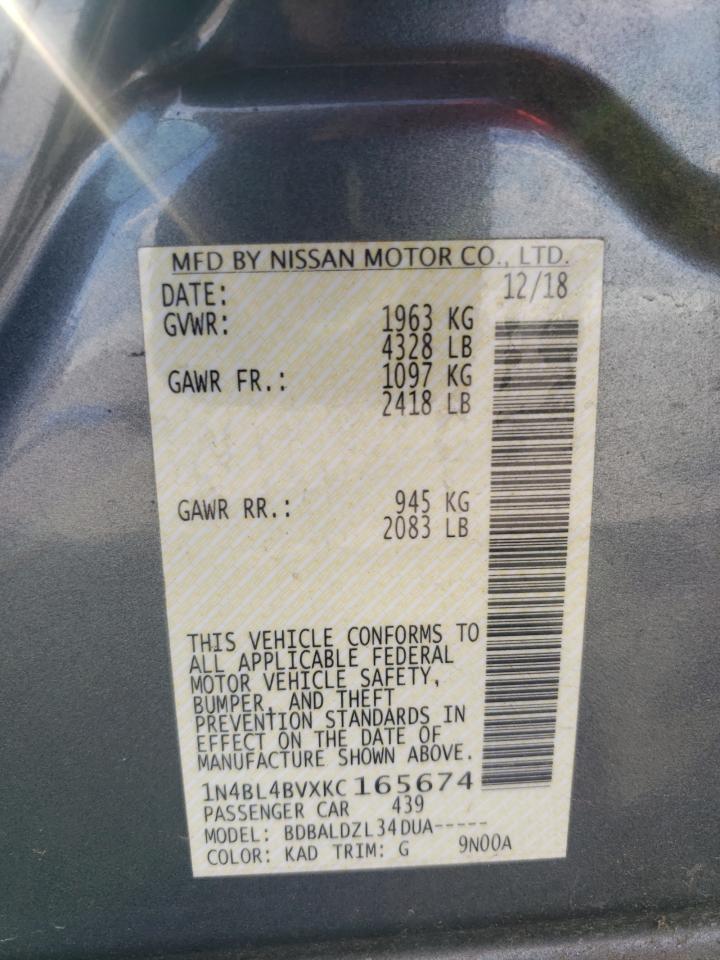 MFD BY NISSAN MOTOR CO., LTD.
DATE: 12/18
GVWR: 1963 KG
4328 LB
GAWR FR.: 1097 KG
2418 LB
GAWR RR.: 945 KG
2083 LB
THIS VEHICLE CONFORMS TO
ALL APPLICABLE FEDERAL
MOTOR VEHICLE SAFETY,
BUMPER, AND THEFT
PREVENTION STANDARDS IN
EFFECT ON THE DATE OF
MANUFACTURE SHOWN ABOVE.
1N4BL4BVXKC165674
PASSENGER CAR 439
MODEL: BDBALDZL34DUA-----
COLOR: KAD TRIM: G 9N00A